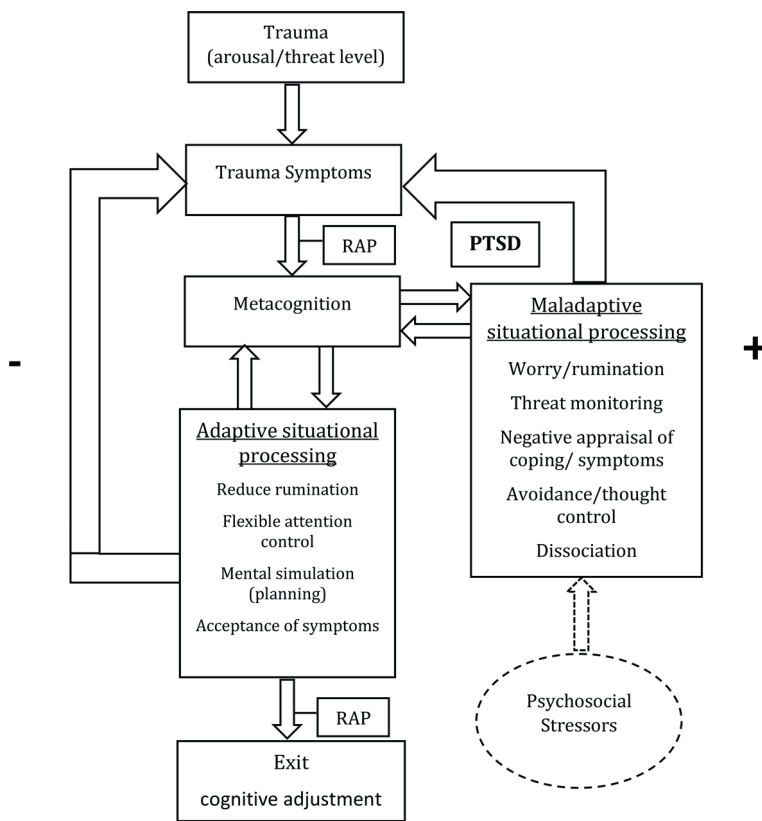 Trauma
(arousal/threat level)
Trauma Symptoms
RAP
PTSD
Metacognition
-
+
Maladaptive
situational processing
Worry/rumination
Threat monitoring
Negative appraisal of
coping/ symptoms
Avoidance/thought
control
Dissociation
Adaptive situational
processing
Reduce rumination
Flexible attention
control
Mental simulation
(planning)
Acceptance of symptoms
RAP
Psychosocial
Stressors
Exit
cognitive adjustment